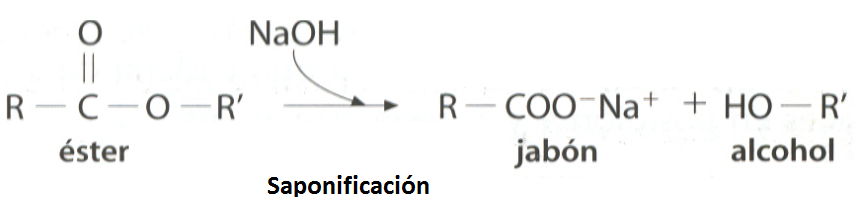 O NaOH
R — C — O — R' → R — COO⁻Na⁺ + HO — R'
éster jabón alcohol
Saponificación